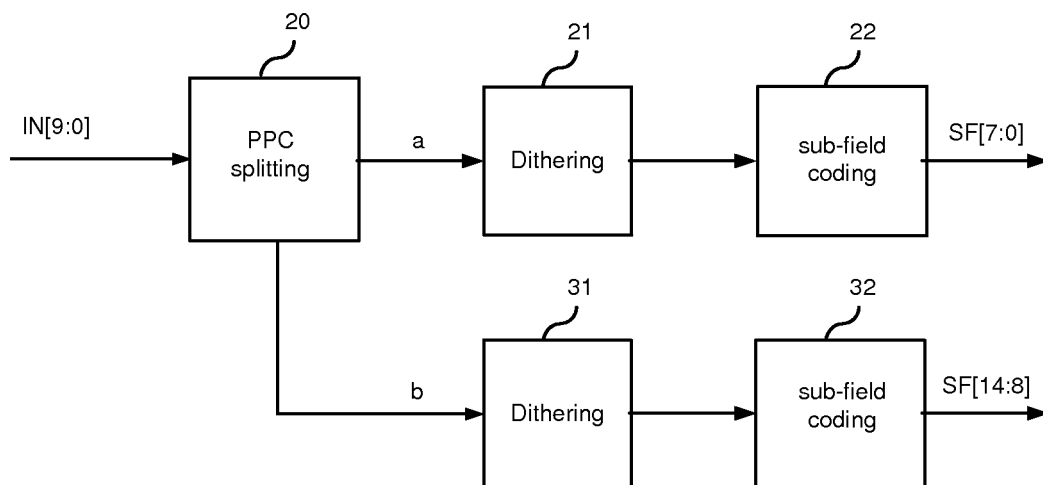 20
21
22
IN[9:0]
PPC
splitting
a
Dithering
sub-field
coding
SF[7:0]
31
32
b
Dithering
sub-field
coding
SF[14:8]